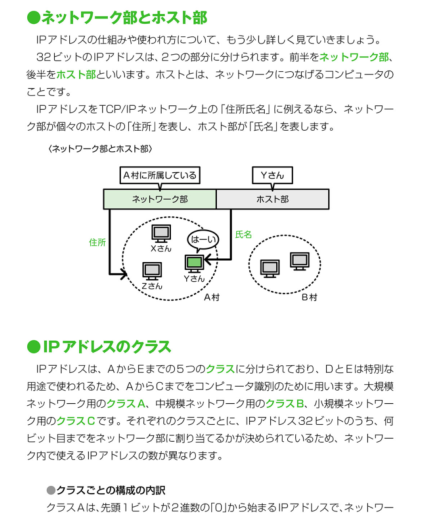 ●ネットワーク部とホスト部
IPアドレスの仕組みや使われ方について、もう少し詳しく見ていきましょう。
32ビットのIPアドレスは、2つの部分に分けられます。前半をネットワーク部、
後半をホスト部といいます。ホストとは、ネットワークにつなげるコンピュータの
ことです。
IPアドレスをTCP/IPネットワーク上の「住所氏名」に例えるなら、ネットワー
ク部が個々のホストの「住所」を表し、ホスト部が「氏名」を表します。
〈ネットワーク部とホスト部〉
A村に所属している
Yさん
ネットワーク部
ホスト部
住所
氏名
はーい
Xさん
Zさん
Yさん
A村
B村
●IPアドレスのクラス
IPアドレスは、AからEまでの5つのクラスに分けられており、DとEは特別な
用途で使われるため、AからCまでをコンピュータ識別のために用います。大規模
ネットワーク用のクラスA、中規模ネットワーク用のクラスB、小規模ネットワー
ク用のクラスCです。それぞれのクラスごとに、IPアドレス32ビットのうち、何
ビット目までをネットワーク部に割り当てるかが決められているため、ネットワー
ク内で使えるIPアドレスの数が異なります。
●クラスごとの構成の内訳
クラスAは、先頭1ビットが2進数の「0」から始まるIPアドレスで、ネットワー